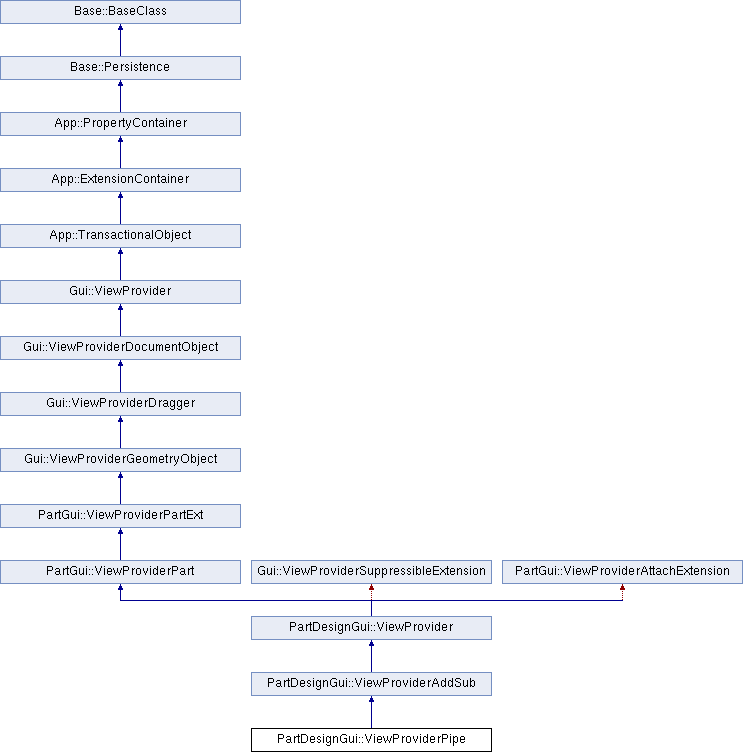 Base::BaseClass
Base::Persistence
App::PropertyContainer
App::ExtensionContainer
App::TransactionalObject
Gui::ViewProvider
Gui::ViewProviderDocumentObject
Gui::ViewProviderDragger
Gui::ViewProviderGeometryObject
PartGui::ViewProviderPartExt
PartGui::ViewProviderPart
Gui::ViewProviderSuppressibleExtension
PartGui::ViewProviderAttachExtension
PartDesignGui::ViewProvider
PartDesignGui::ViewProviderAddSub
PartDesignGui::ViewProviderPipe